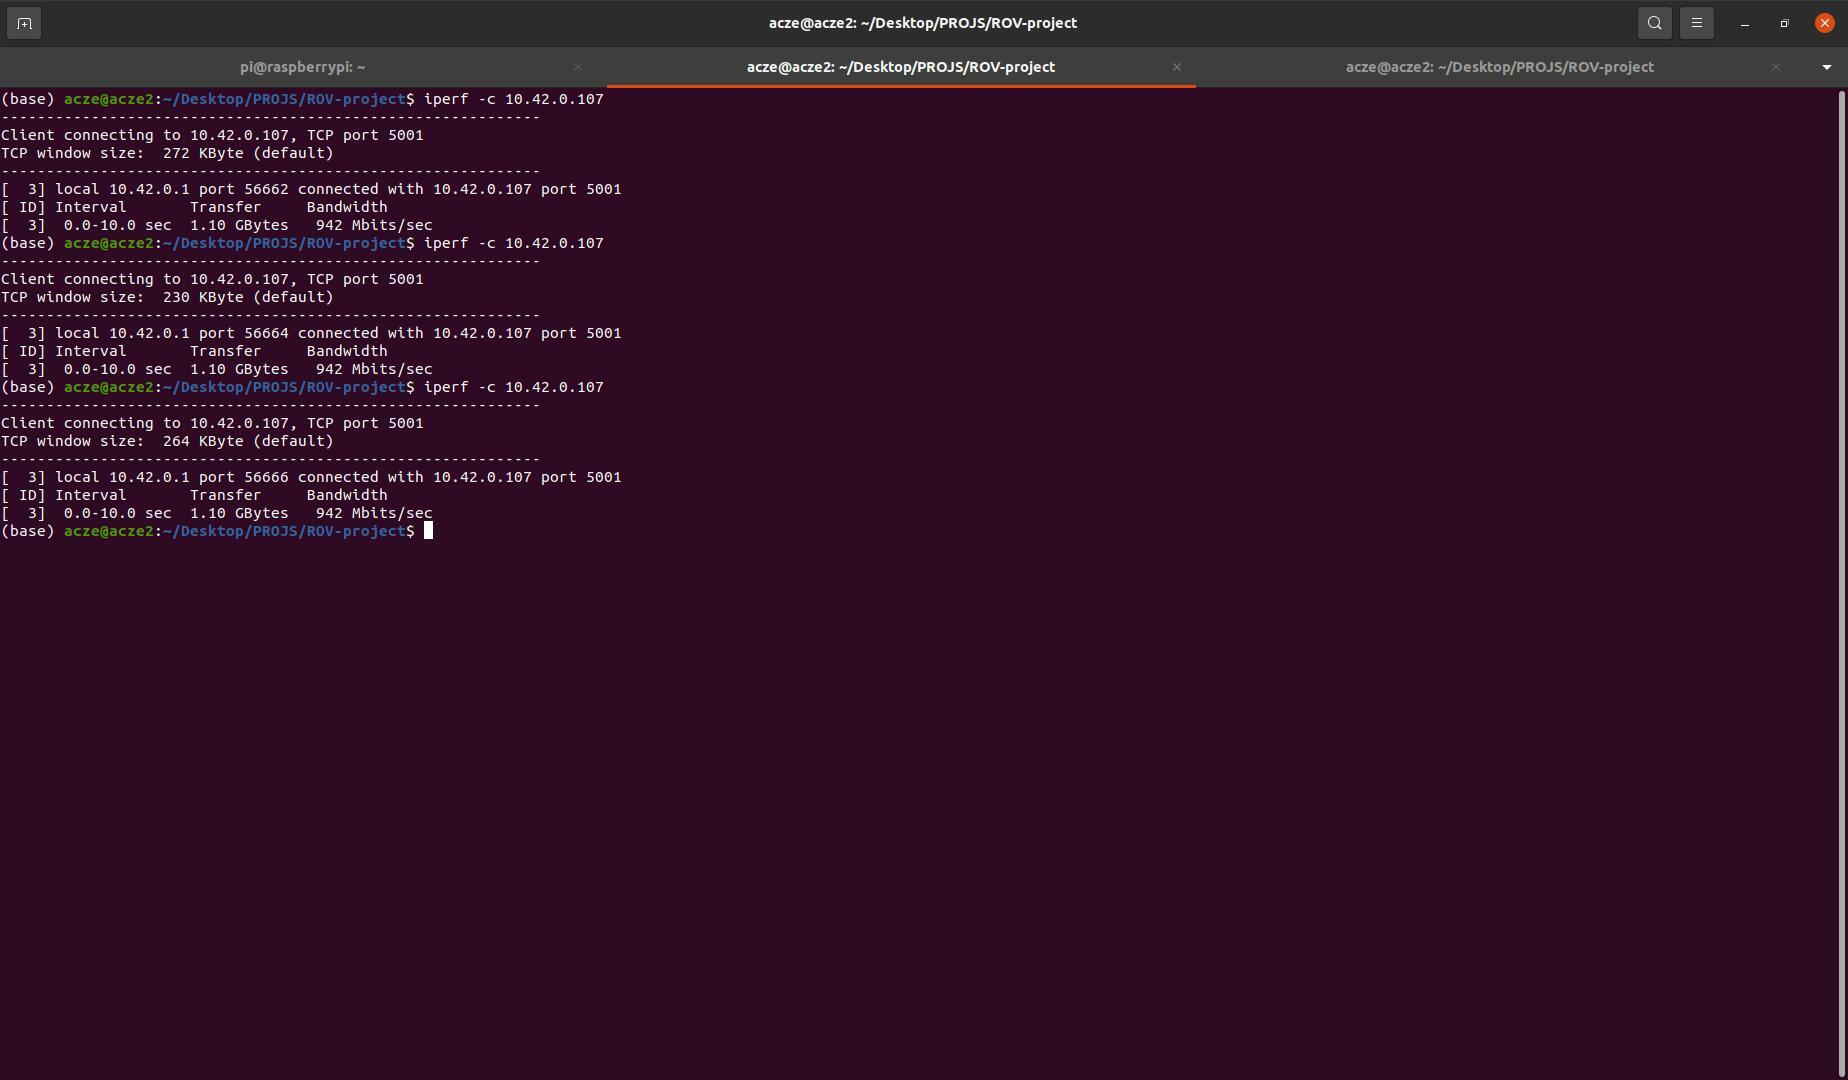 acze@acze2: ~/Desktop/PROJS/ROV-project
pi@raspberrypi: ~
acze@acze2: ~/Desktop/PROJS/ROV-project
acze@acze2: ~/Desktop/PROJS/ROV-project
(base) acze@acze2:~/Desktop/PROJS/ROV-project$ iperf -c 10.42.0.107
------------------------------------------------------------
Client connecting to 10.42.0.107, TCP port 5001
TCP window size:  272 KByte (default)
------------------------------------------------------------
[  3] local 10.42.0.1 port 56662 connected with 10.42.0.107 port 5001
[ ID] Interval       Transfer     Bandwidth
[  3]  0.0-10.0 sec  1.10 GBytes   942 Mbits/sec
(base) acze@acze2:~/Desktop/PROJS/ROV-project$ iperf -c 10.42.0.107
------------------------------------------------------------
Client connecting to 10.42.0.107, TCP port 5001
TCP window size:  230 KByte (default)
------------------------------------------------------------
[  3] local 10.42.0.1 port 56664 connected with 10.42.0.107 port 5001
[ ID] Interval       Transfer     Bandwidth
[  3]  0.0-10.0 sec  1.10 GBytes   942 Mbits/sec
(base) acze@acze2:~/Desktop/PROJS/ROV-project$ iperf -c 10.42.0.107
------------------------------------------------------------
Client connecting to 10.42.0.107, TCP port 5001
TCP window size:  264 KByte (default)
------------------------------------------------------------
[  3] local 10.42.0.1 port 56666 connected with 10.42.0.107 port 5001
[ ID] Interval       Transfer     Bandwidth
[  3]  0.0-10.0 sec  1.10 GBytes   942 Mbits/sec
(base) acze@acze2:~/Desktop/PROJS/ROV-project$